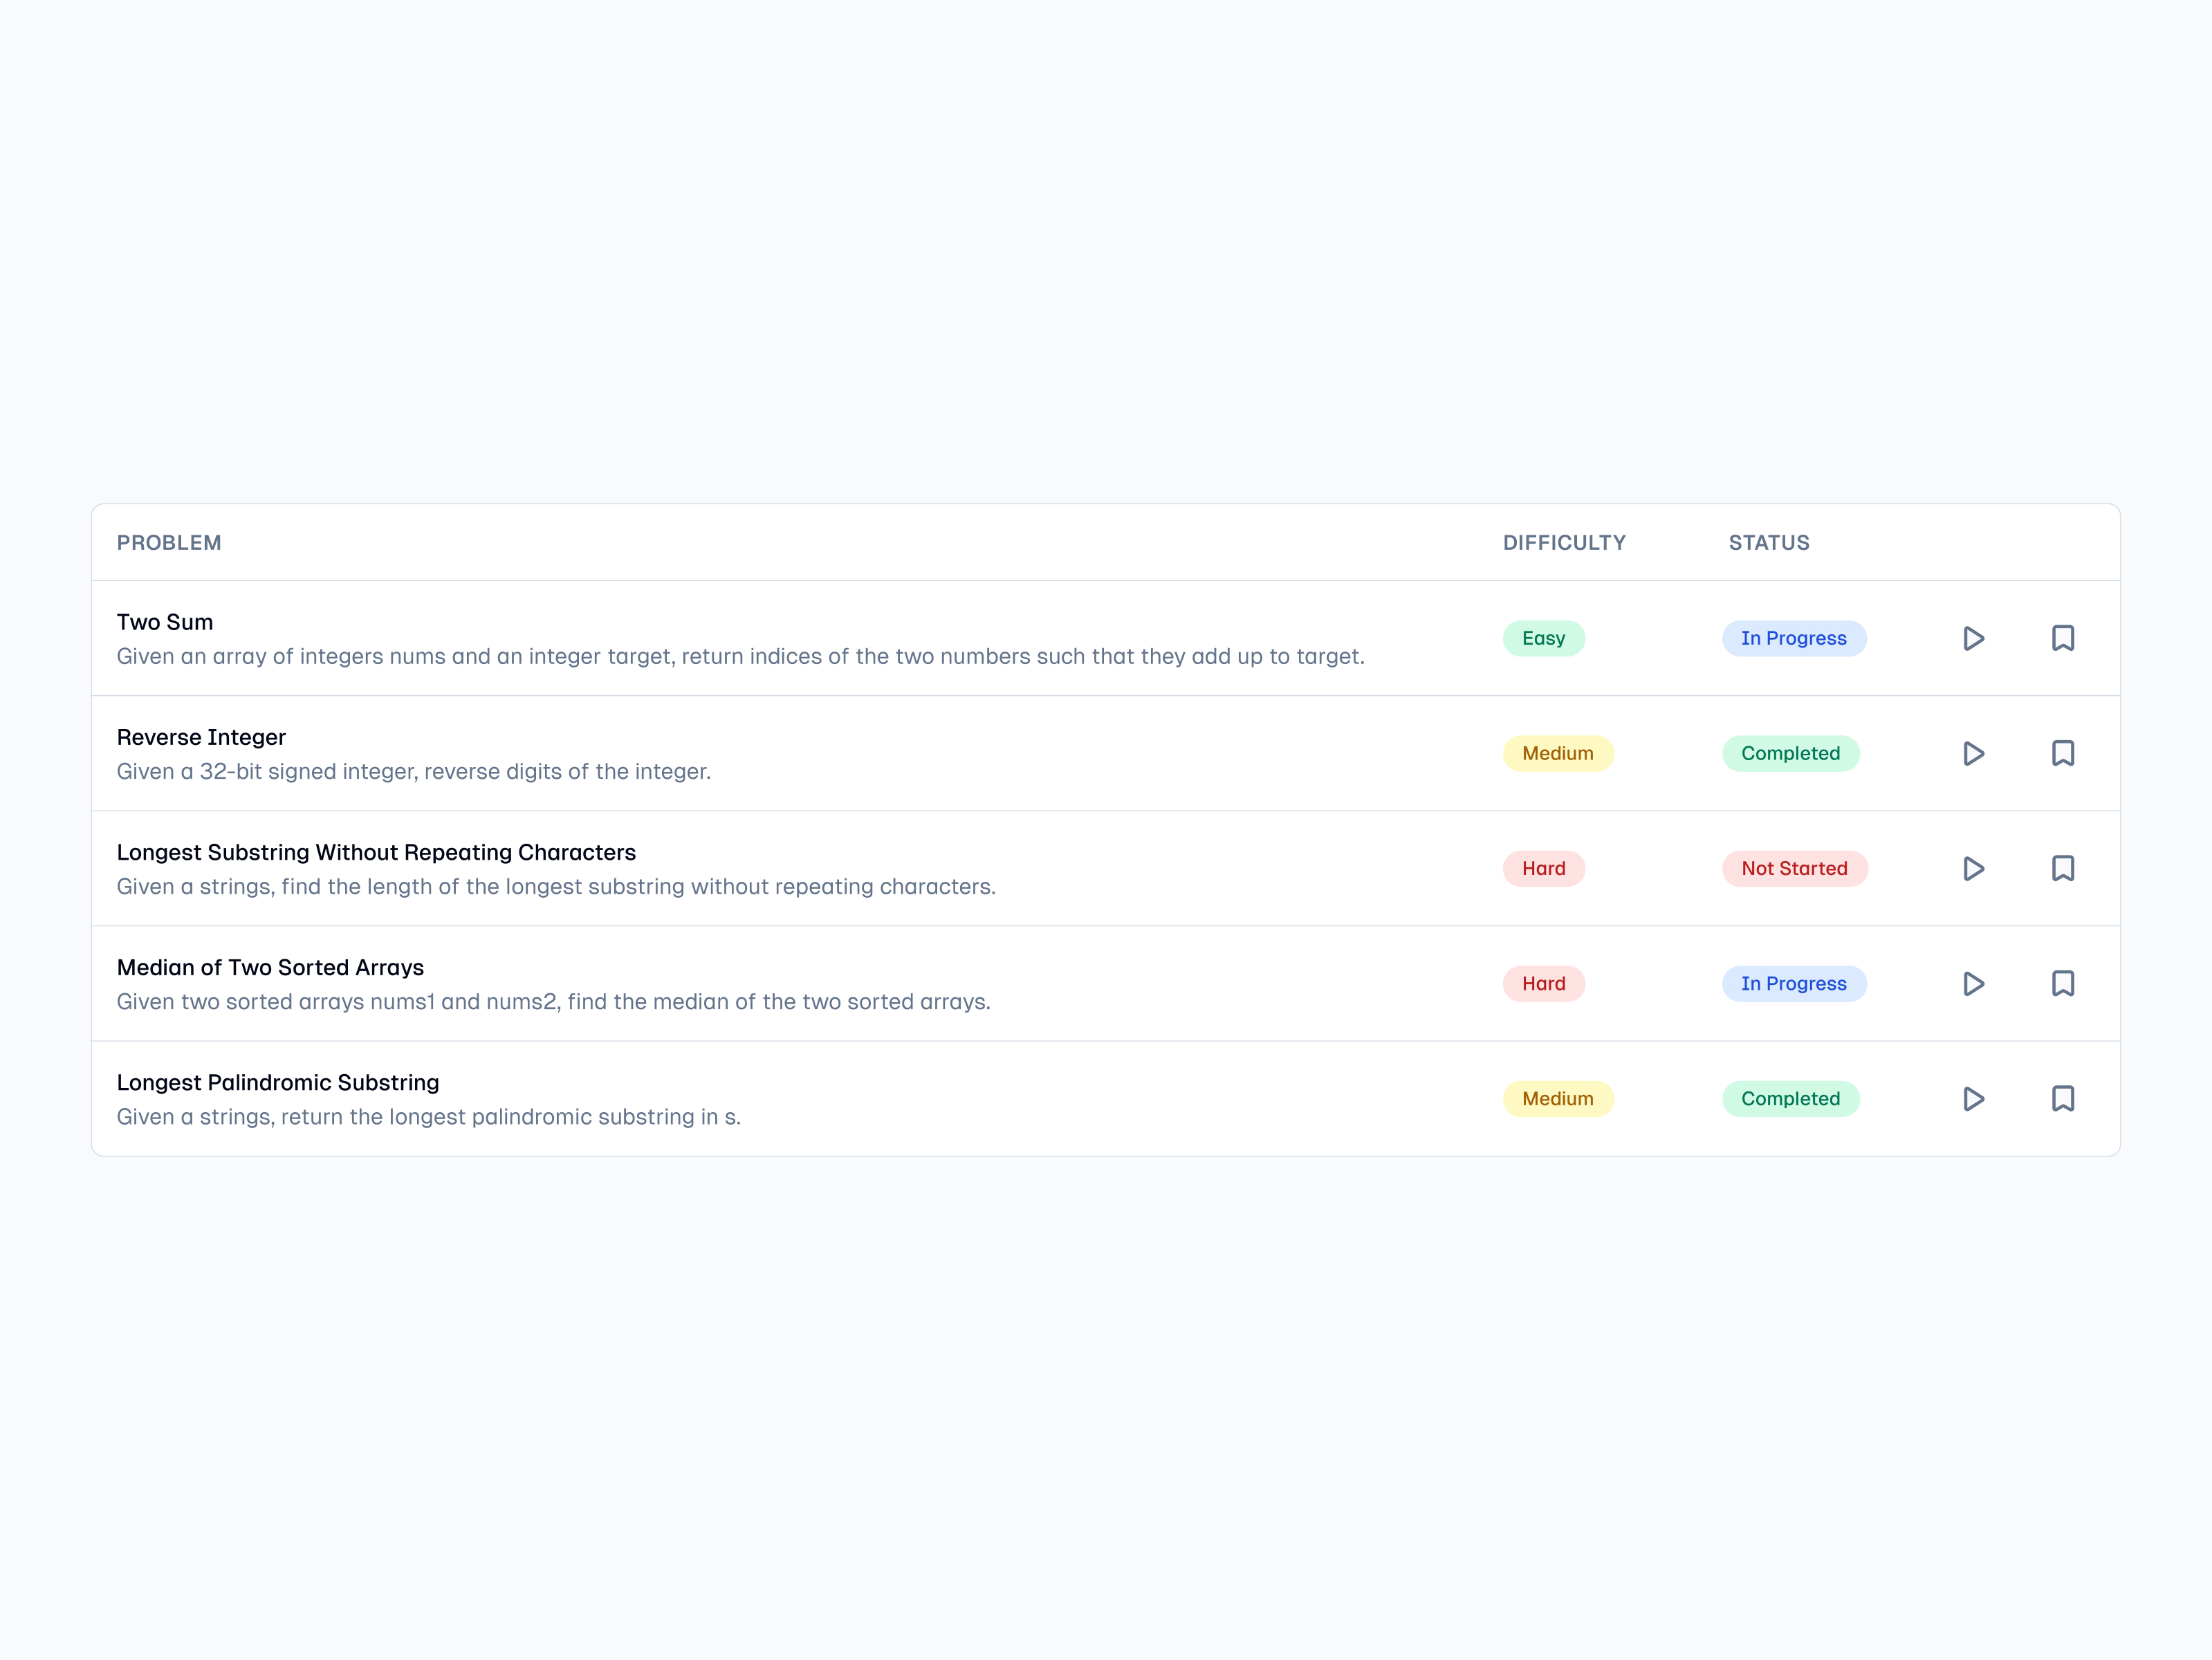 PROBLEM DIFFICULTY STATUS
Two Sum
Given an array of integers nums and an integer target, return indices of the two numbers such that they add up to target.
Easy In Progress
Reverse Integer
Given a 32-bit signed integer, reverse digits of the integer.
Medium Completed
Longest Substring Without Repeating Characters
Given a strings, find the length of the longest substring without repeating characters.
Hard Not Started
Median of Two Sorted Arrays
Given two sorted arrays nums1 and nums2, find the median of the two sorted arrays.
Hard In Progress
Longest Palindromic Substring
Given a strings, return the longest palindromic substring in s.
Medium Completed